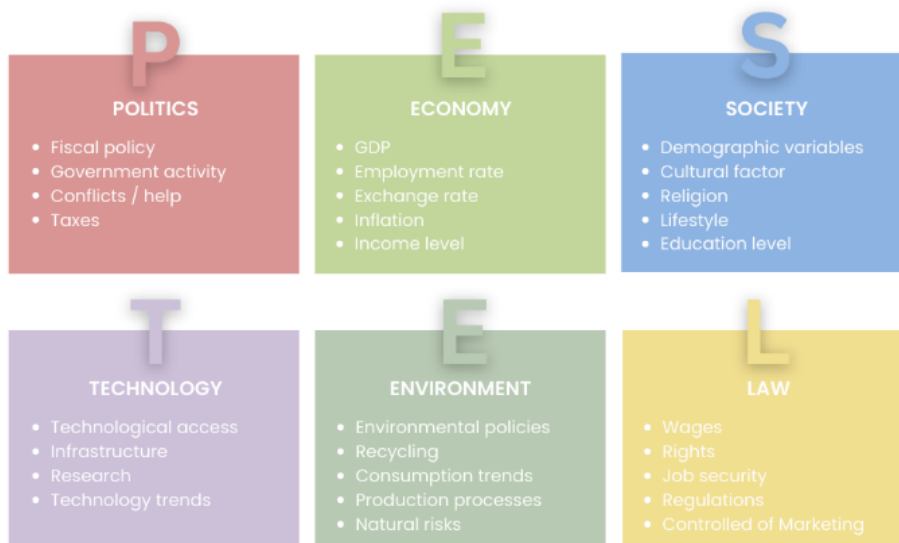 P
POLITICS
• Fiscal policy
• Government activity
• Conflicts / help
• Taxes
E
ECONOMY
• GDP
• Employment rate
• Exchange rate
• Inflation
• Income level
S
SOCIETY
• Demographic variables
• Cultural factor
• Religion
• Lifestyle
• Education level
T
TECHNOLOGY
• Technological access
• Infrastructure
• Research
• Technology trends
E
ENVIRONMENT
• Environmental policies
• Recycling
• Consumption trends
• Production processes
• Natural risks
L
LAW
• Wages
• Rights
• Job security
• Regulations
• Controlled of Marketing